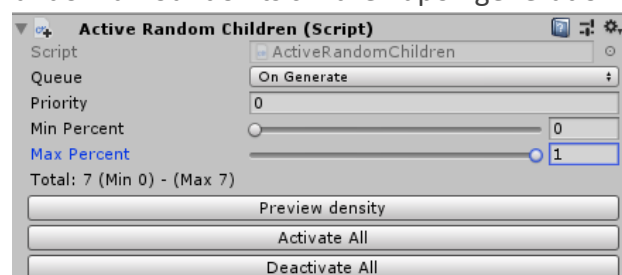 Active Random Children (Script)
Script ActiveRandomChildren
Queue On Generate
Priority 0
Min Percent 0
Max Percent 1
Total: 7 (Min 0) - (Max 7)
Preview density
Activate All
Deactivate All